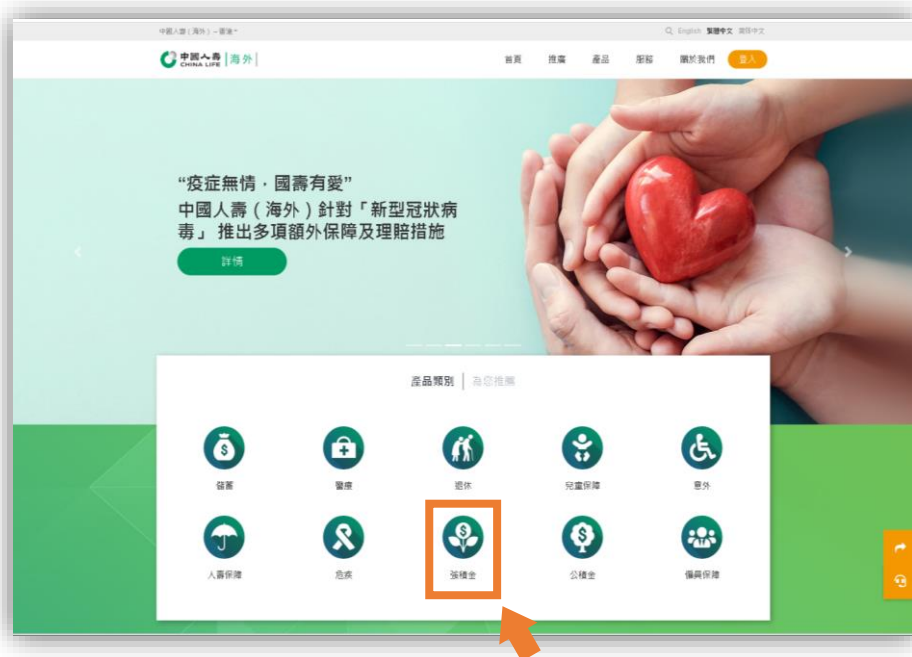 中國人壽（海外）－香港
English 繁體中文 简体中文
中國人壽 海外
CHINA LIFE
首頁 推廣 產品 服務 關於我們 登入
“疫症無情，國壽有愛”
中國人壽（海外）針對「新型冠狀病
毒」推出多項額外保障及理賠措施
詳情
產品類別 為您推薦
儲蓄 醫療 退休 兒童保障 意外
人壽保障 危疾 強積金 公積金 僱員保障